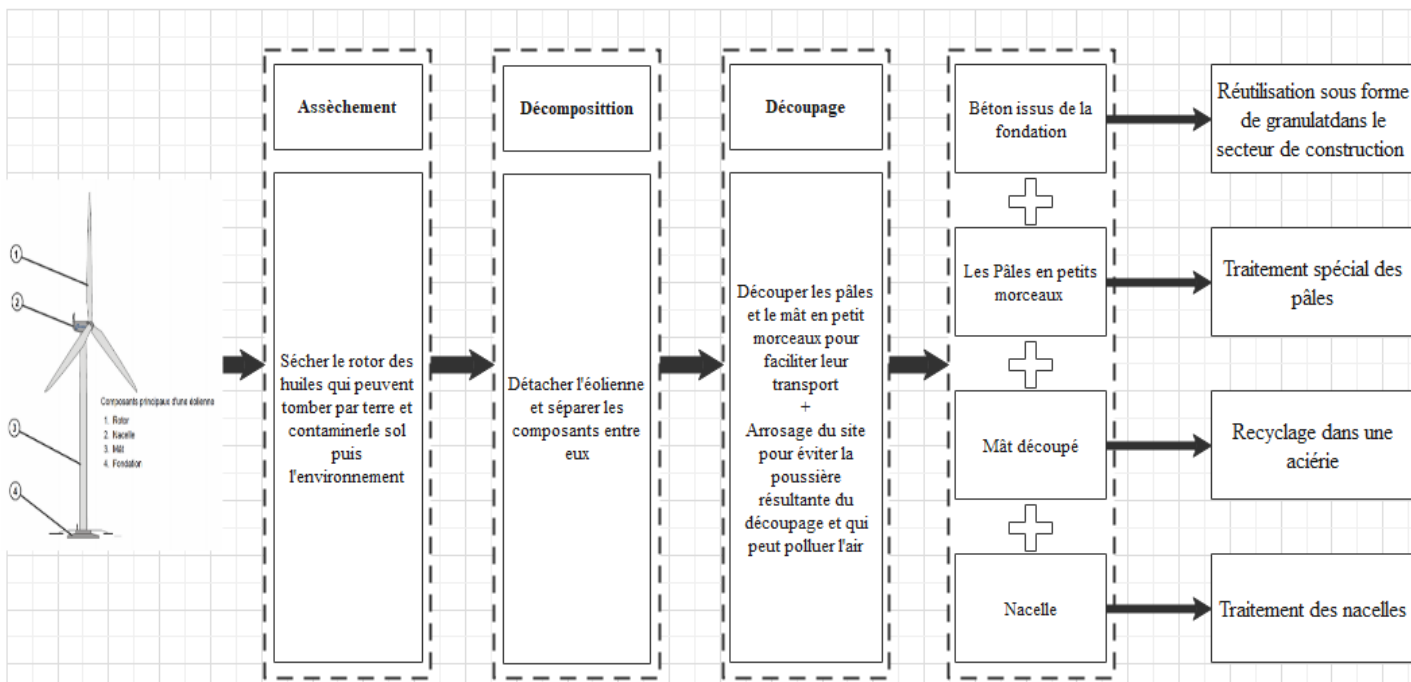 1
2
3
4
Composants principaux d'une éolienne
1. Rotor
2. Nacelle
3. Mât
4. Fondation
Assèchement
Sécher le rotor des
huiles qui peuvent
tomber par terre et
contaminerle sol
puis
l'environnement
Décomposittion
Détacher l'éolienne
et séparer les
composants entre
eux
Découpage
Découper les pâles
et le mât en petit
morceaux pour
faciliter leur
transport
+
Arrosage du site
pour éviter la
poussière
résultante du
découpage et qui
peut polluer l'air
Béton issus de la
fondation
Réutilisation sous forme
de granulatdans le
secteur de construction
Les Pâles en petits
morceaux
Traitement spécial des
pâles
Mât découpé
Recyclage dans une
aciérie
Nacelle
Traitement des nacelles